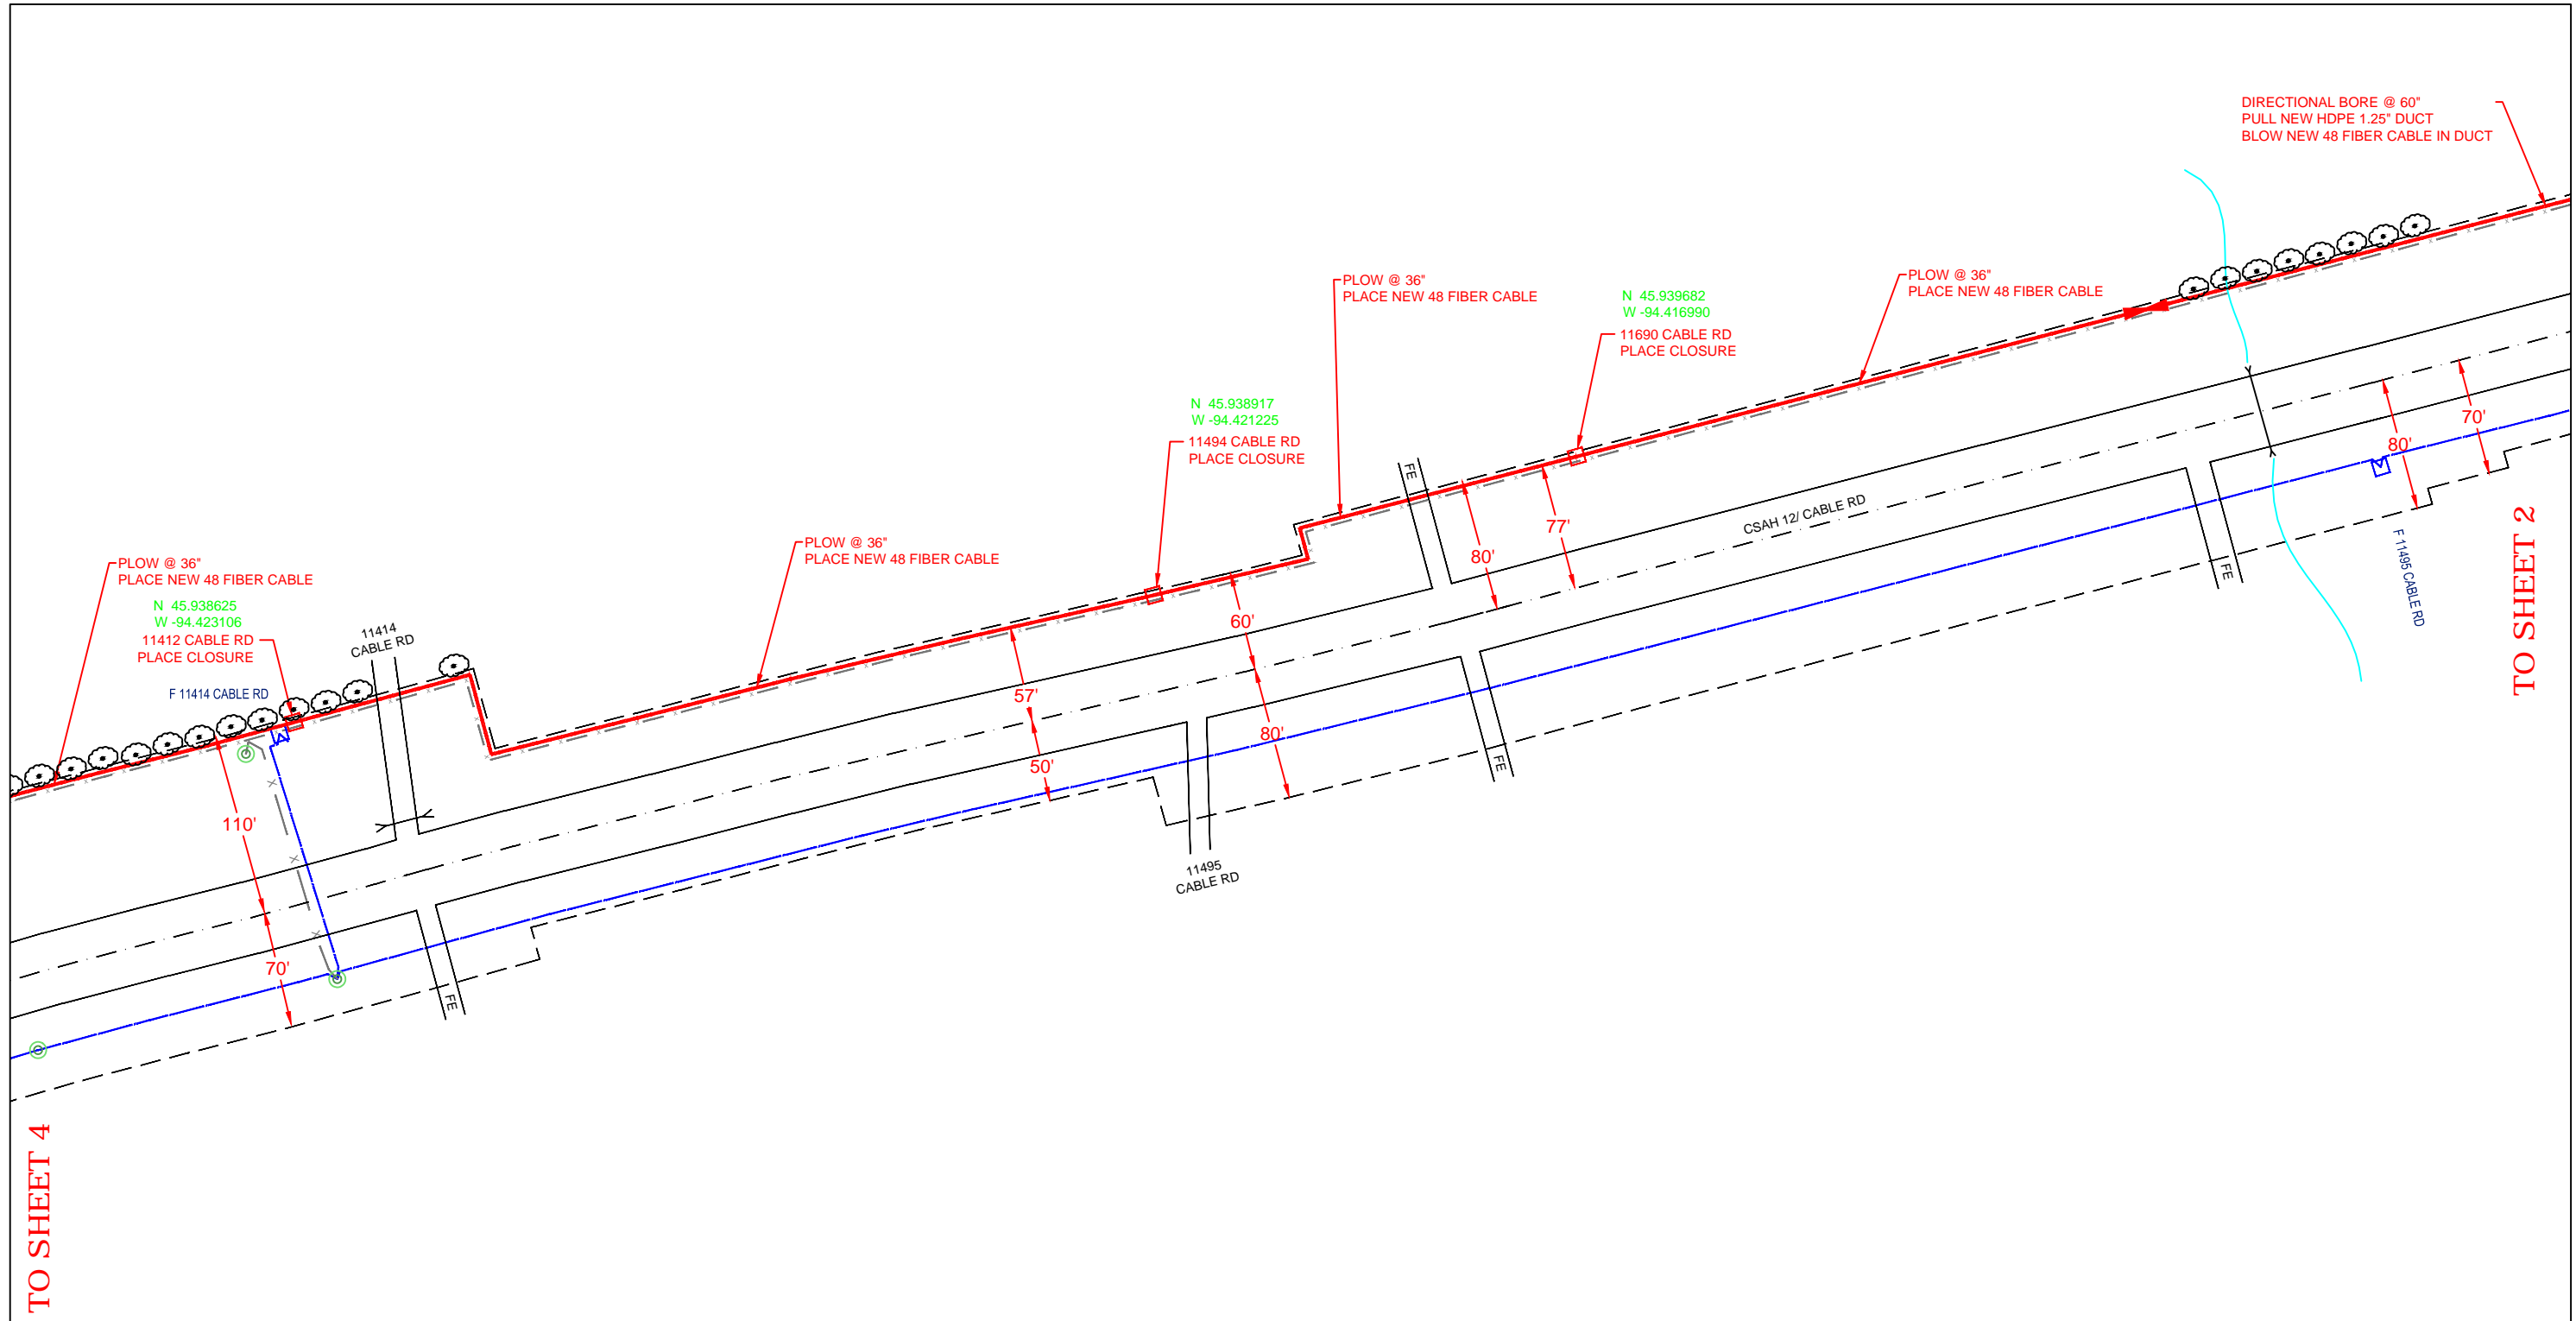 DIRECTIONAL BORE @ 60"
PULL NEW HDPE 1.25" DUCT
BLOW NEW 48 FIBER CABLE IN DUCT
PLOW @ 36"
PLACE NEW 48 FIBER CABLE
PLOW @ 36"
PLACE NEW 48 FIBER CABLE
N 45.939682
W -94.416990
11690 CABLE RD
PLACE CLOSURE
N 45.938917
W -94.421225
11494 CABLE RD
PLACE CLOSURE
PLOW @ 36"
PLACE NEW 48 FIBER CABLE
PLOW @ 36"
PLACE NEW 48 FIBER CABLE
N 45.938625
W -94.423106
11412 CABLE RD
PLACE CLOSURE
F 11414 CABLE RD
11414
CABLE RD
FE
77'
80'
CSAH 12/ CABLE RD
70'
80'
F 11495 CABLE RD
TO SHEET 2
FE
60'
57'
80'
50'
FE
110'
70'
11495
CABLE RD
FE
TO SHEET 4